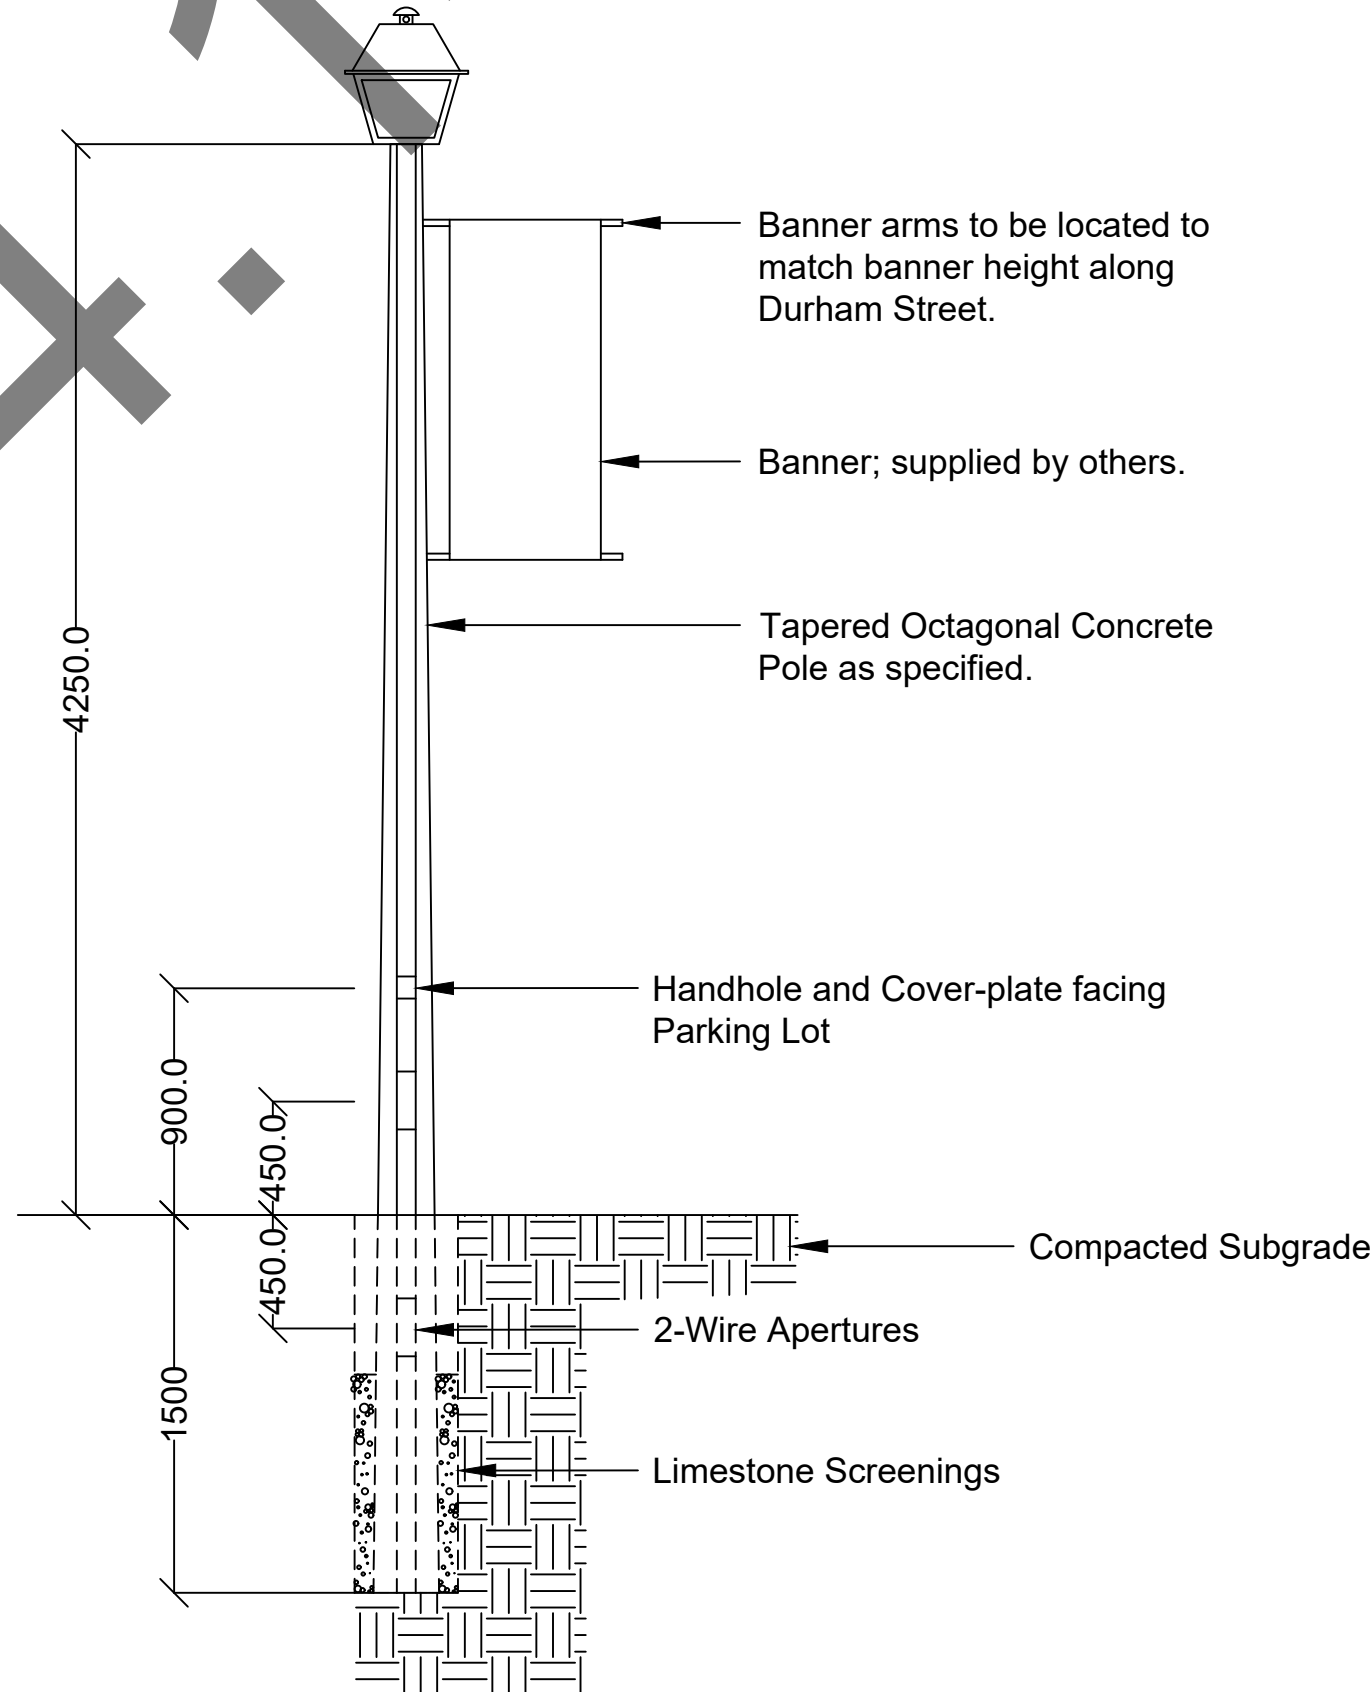 Banner arms to be located to
match banner height along
Durham Street.
Banner; supplied by others.
Tapered Octagonal Concrete
Pole as specified.
4250.0
Handhole and Cover-plate facing
Parking Lot
900.0
450.0
450.0
Compacted Subgrade
2-Wire Apertures
1500
Limestone Screenings